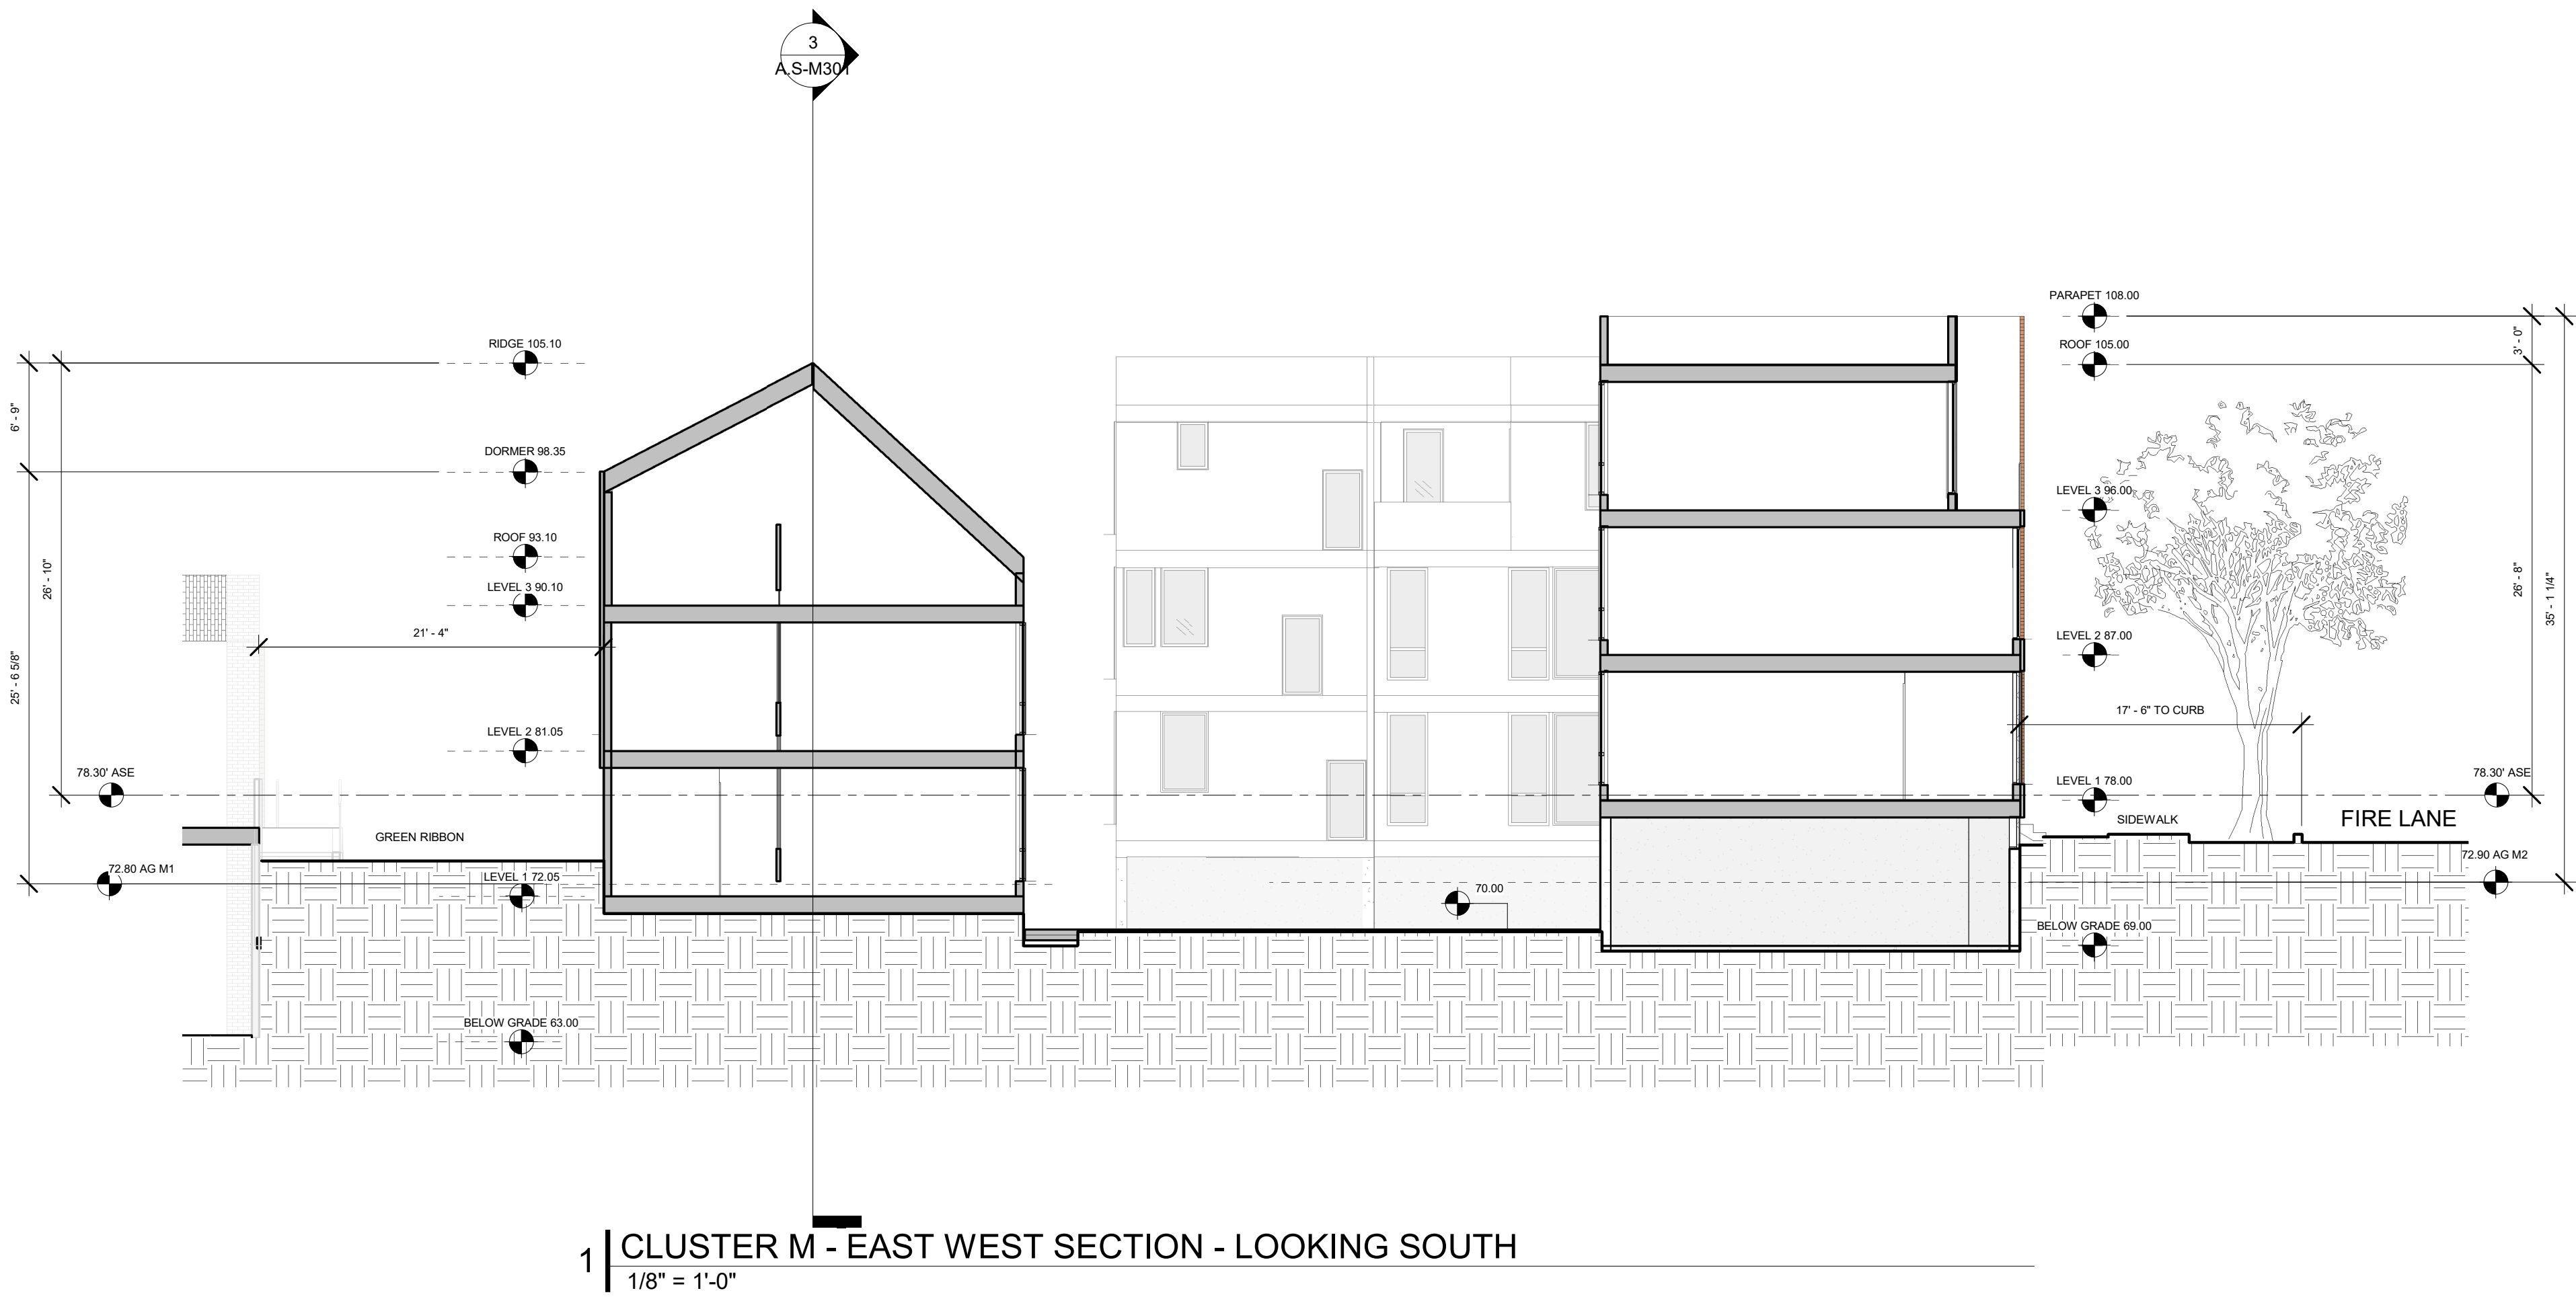 3
A.S-M301
PARAPET 108.00
ROOF 105.00
3' - 0"
RIDGE 105.10
6' - 9"
DORMER 98.35
LEVEL 3 96.00
ROOF 93.10
LEVEL 3 90.10
26' - 10"
26' - 8"
35' - 1 1/4"
21' - 4"
LEVEL 2 87.00
25' - 6 5/8"
17' - 6" TO CURB
LEVEL 2 81.05
78.30' ASE
LEVEL 1 78.00
78.30' ASE
GREEN RIBBON
SIDEWALK
FIRE LANE
72.80 AG M1
LEVEL 1 72.05
70.00
72.90 AG M2
BELOW GRADE 69.00
BELOW GRADE 63.00
1
CLUSTER M - EAST WEST SECTION - LOOKING SOUTH
1/8" = 1'-0"